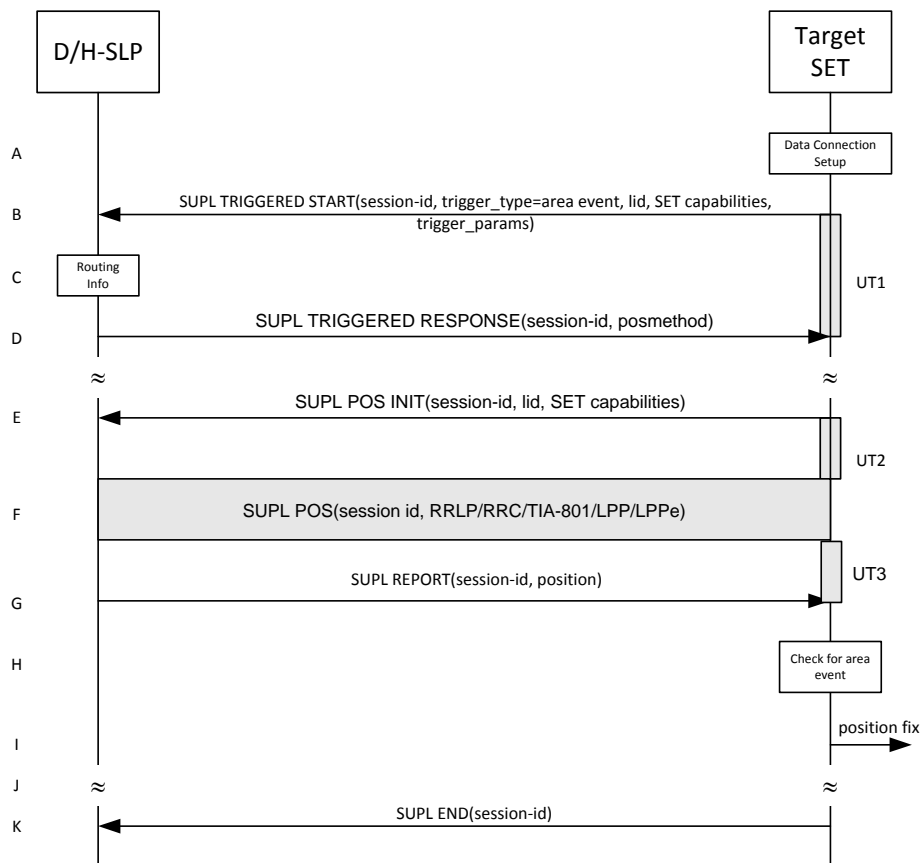 D/H-SLP
Target
SET
A
Data Connection
Setup
SUPL TRIGGERED START(session-id, trigger_type=area event, lid, SET capabilities,
trigger_params)
B
C
Routing
Info
UT1
D
SUPL TRIGGERED RESPONSE(session-id, posmethod)
≈ ≈
E
SUPL POS INIT(session-id, lid, SET capabilities)
UT2
F
SUPL POS(session id, RRLP/RRC/TIA-801/LPP/LPPe)
SUPL REPORT(session-id, position)
UT3
G
H
Check for area
event
position fix
I
J
≈ ≈
SUPL END(session-id)
K